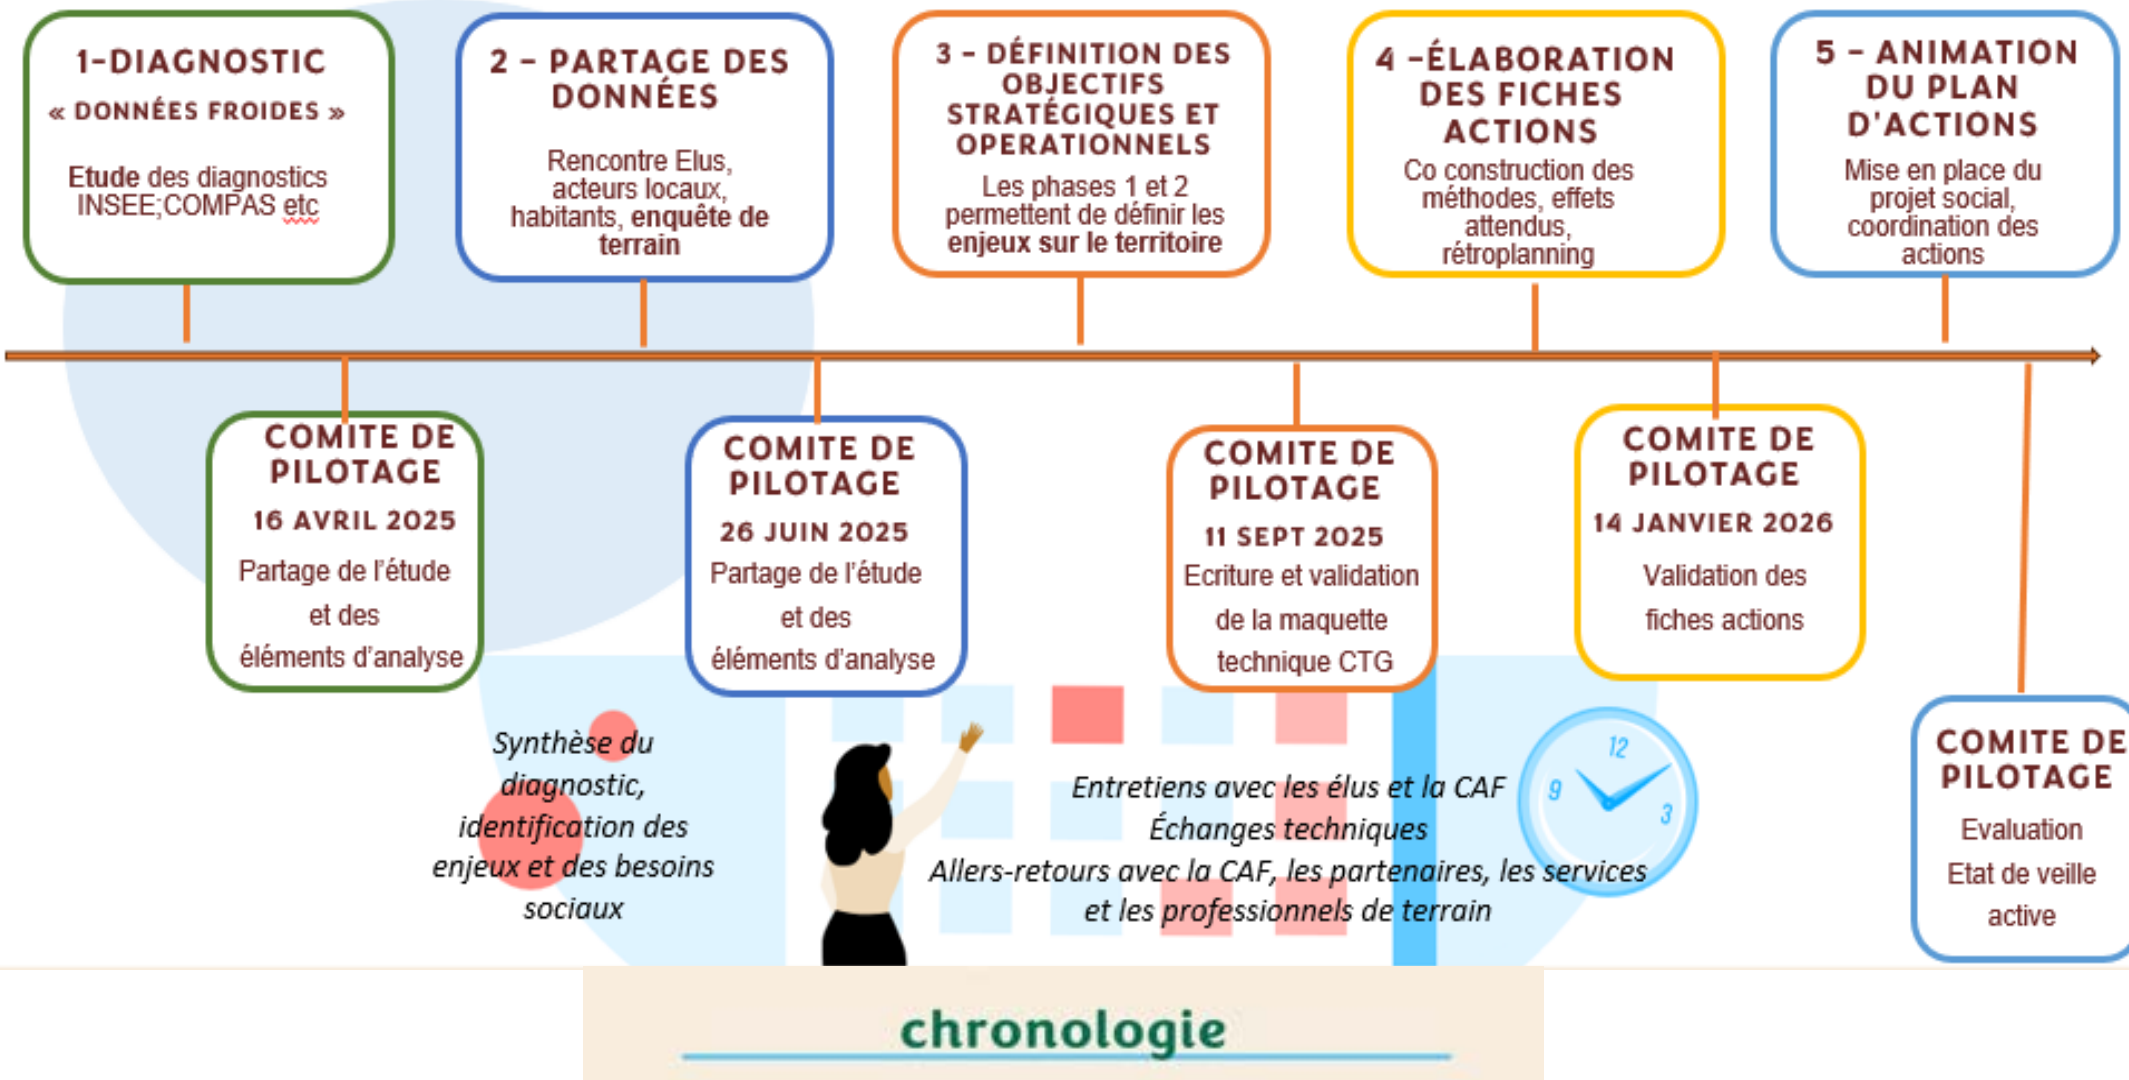 1-DIAGNOSTIC
« DONNÉES FROIDES »
Etude des diagnostics
INSEE;COMPAS etc
2 - PARTAGE DES
DONNÉES
Rencontre Elus,
acteurs locaux,
habitants, enquête de
terrain
3 - DÉFINITION DES
OBJECTIFS
STRATÉGIQUES ET
OPERATIONNELS
Les phases 1 et 2
permettent de définir les
enjeux sur le territoire
4 -ÉLABORATION
DES FICHES
ACTIONS
Co construction des
méthodes, effets
attendus,
rétroplanning
5 - ANIMATION
DU PLAN
D'ACTIONS
Mise en place du
projet social,
coordination des
actions
COMITE DE
PILOTAGE
16 AVRIL 2025
Partage de l'étude
et des
éléments d'analyse
COMITE DE
PILOTAGE
26 JUIN 2025
Partage de l'étude
et des
éléments d'analyse
COMITE DE
PILOTAGE
11 SEPT 2025
Ecriture et validation
de la maquette
technique CTG
COMITE DE
PILOTAGE
14 JANVIER 2026
Validation des
fiches actions
COMITE DE
PILOTAGE
Evaluation
Etat de veille
active
Synthèse du
diagnostic,
identification des
enjeux et des besoins
sociaux
Entretiens avec les élus et la CAF
Échanges techniques
Allers-retours avec la CAF, les partenaires, les services
et les professionnels de terrain
12
9
3
chronologie